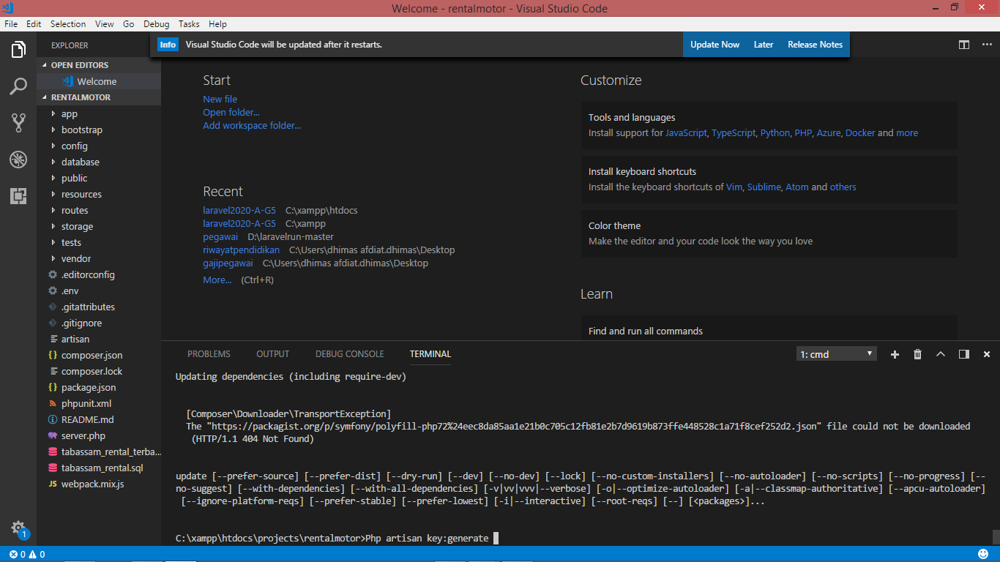 Welcome - rentalmotor - Visual Studio Code
File Edit Selection View Go Debug Tasks Help
EXPLORER
Info Visual Studio Code will be updated after it restarts. Update Now Later Release Notes
OPEN EDITORS
Welcome
RENTALMOTOR
app
bootstrap
config
database
public
resources
routes
storage
tests
vendor
.editorconfig
.env
.gitattributes
.gitignore
artisan
composer.json
composer.lock
package.json
phpunit.xml
README.md
server.php
tabassam_rental_terba...
tabassam_rental.sql
JS webpack.mix.js
1
Start
New file
Open folder...
Add workspace folder...
Recent
laravel2020-A-G5 C:\xampp\htdocs
laravel2020-A-G5 C:\xampp
pegawai D:\laravelrun-master
riwayatpendidikan C:\Users\dhimas afdiat.dhimas\Desktop
gajipegawai C:\Users\dhimas afdiat.dhimas\Desktop
More... (Ctrl+R)
Customize
Tools and languages
Install support for JavaScript, TypeScript, Python, PHP, Azure, Docker and more
Install keyboard shortcuts
Install the keyboard shortcuts of Vim, Sublime, Atom and others
Color theme
Make the editor and your code look the way you love
Learn
Find and run all commands
PROBLEMS OUTPUT DEBUG CONSOLE TERMINAL 1: cmd
Updating dependencies (including require-dev)
[Composer\Downloader\TransportException]
The "https://packagist.org/p/symfony/polyfill-php72%24eec8da85aa1e21b0c705c12fb81e2b7d9619b873ffe448528c1a71f8cef252d2.json" file could not be downloaded
(HTTP/1.1 404 Not Found)
update [--prefer-source] [--prefer-dist] [--dry-run] [--dev] [--no-dev] [--lock] [--no-custom-installers] [--no-autoloader] [--no-scripts] [--no-progress] [--
no-suggest] [--with-dependencies] [--with-all-dependencies] [-v|vv|vvv|--verbose] [-o|--optimize-autoloader] [-a|--classmap-authoritative] [--apcu-autoloader]
[--ignore-platform-reqs] [--prefer-stable] [--prefer-lowest] [-i|--interactive] [--root-reqs] [--] [<packages>]...
C:\xampp\htdocs\projects\rentalmotor>Php artisan key:generate
0 0